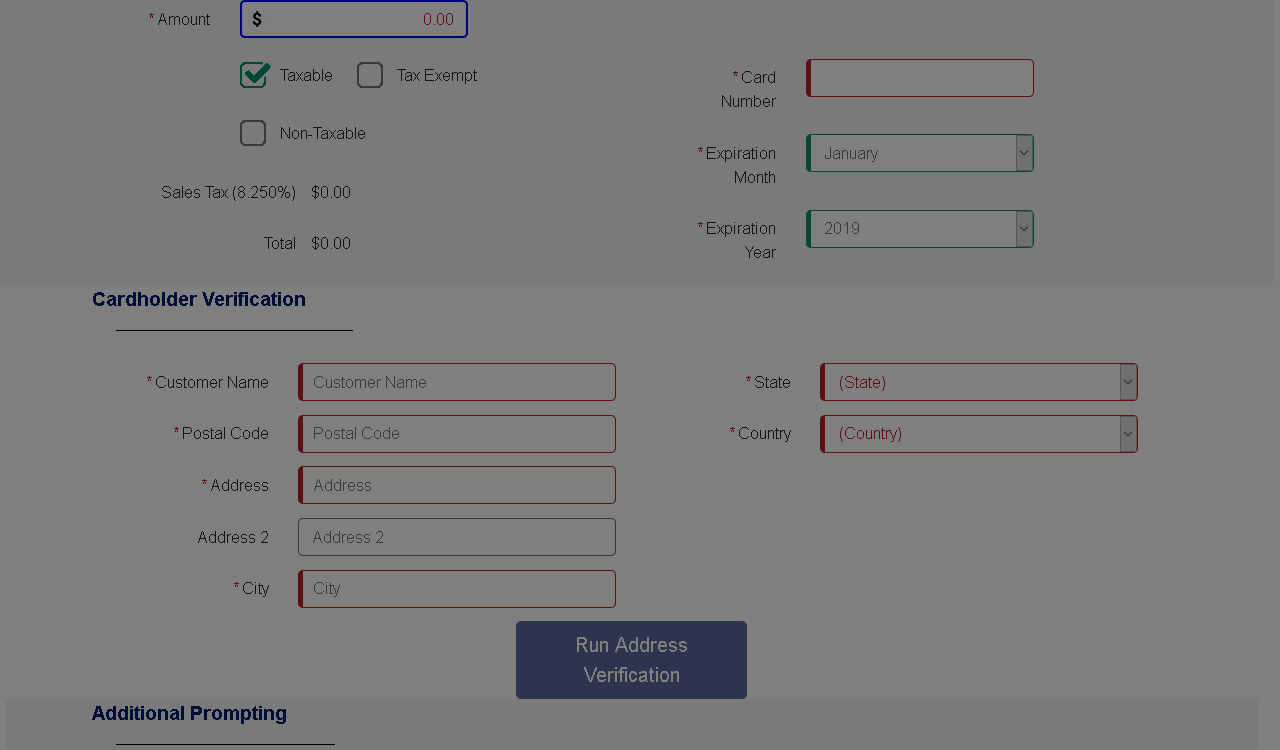 * Amount $ 0.00
Taxable Tax Exempt
Non-Taxable
Sales Tax (8.250%) $0.00
Total $0.00
* Card
Number
* Expiration
Month
January
* Expiration
Year
2019
Cardholder Verification
* Customer Name Customer Name
* Postal Code Postal Code
* Address Address
Address 2 Address 2
* City City
* State (State)
* Country (Country)
Run Address
Verification
Additional Prompting